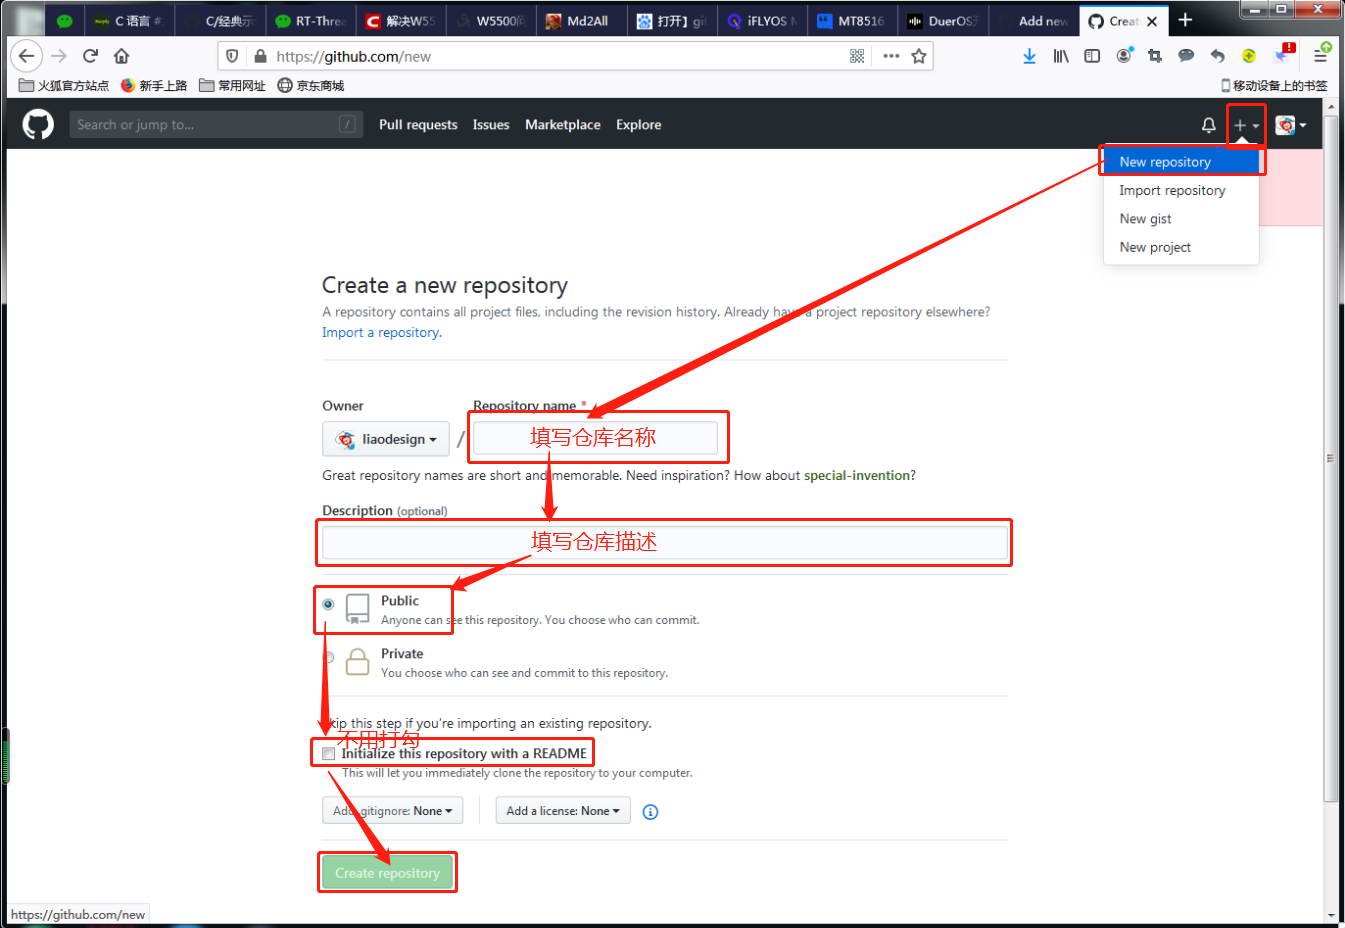 C 语言 #
C/经典示
RT-Threa
解决W55
W5500问
Md2All
打开】gi
iFLYOS
MT8516
DuerOS
Add new
Creat
https://github.com/new
火狐官方站点
新手上路
常用网址
京东商城
移动设备上的书签
Search or jump to...
/
Pull requests
Issues
Marketplace
Explore
New repository
Import repository
New gist
New project
Create a new repository
A repository contains all project files, including the revision history. Already have a project repository elsewhere?
Import a repository.
Owner
Repository name *
liaodesign
/
填写仓库名称
Great repository names are short and memorable. Need inspiration? How about special-invention?
Description (optional)
填写仓库描述
Public
Anyone can see this repository. You choose who can commit.
Private
You choose who can see and commit to this repository.
Skip this step if you're importing an existing repository.
不用打勾
Initialize this repository with a README
This will let you immediately clone the repository to your computer.
Add .gitignore: None
Add a license: None
Create repository
https://github.com/new